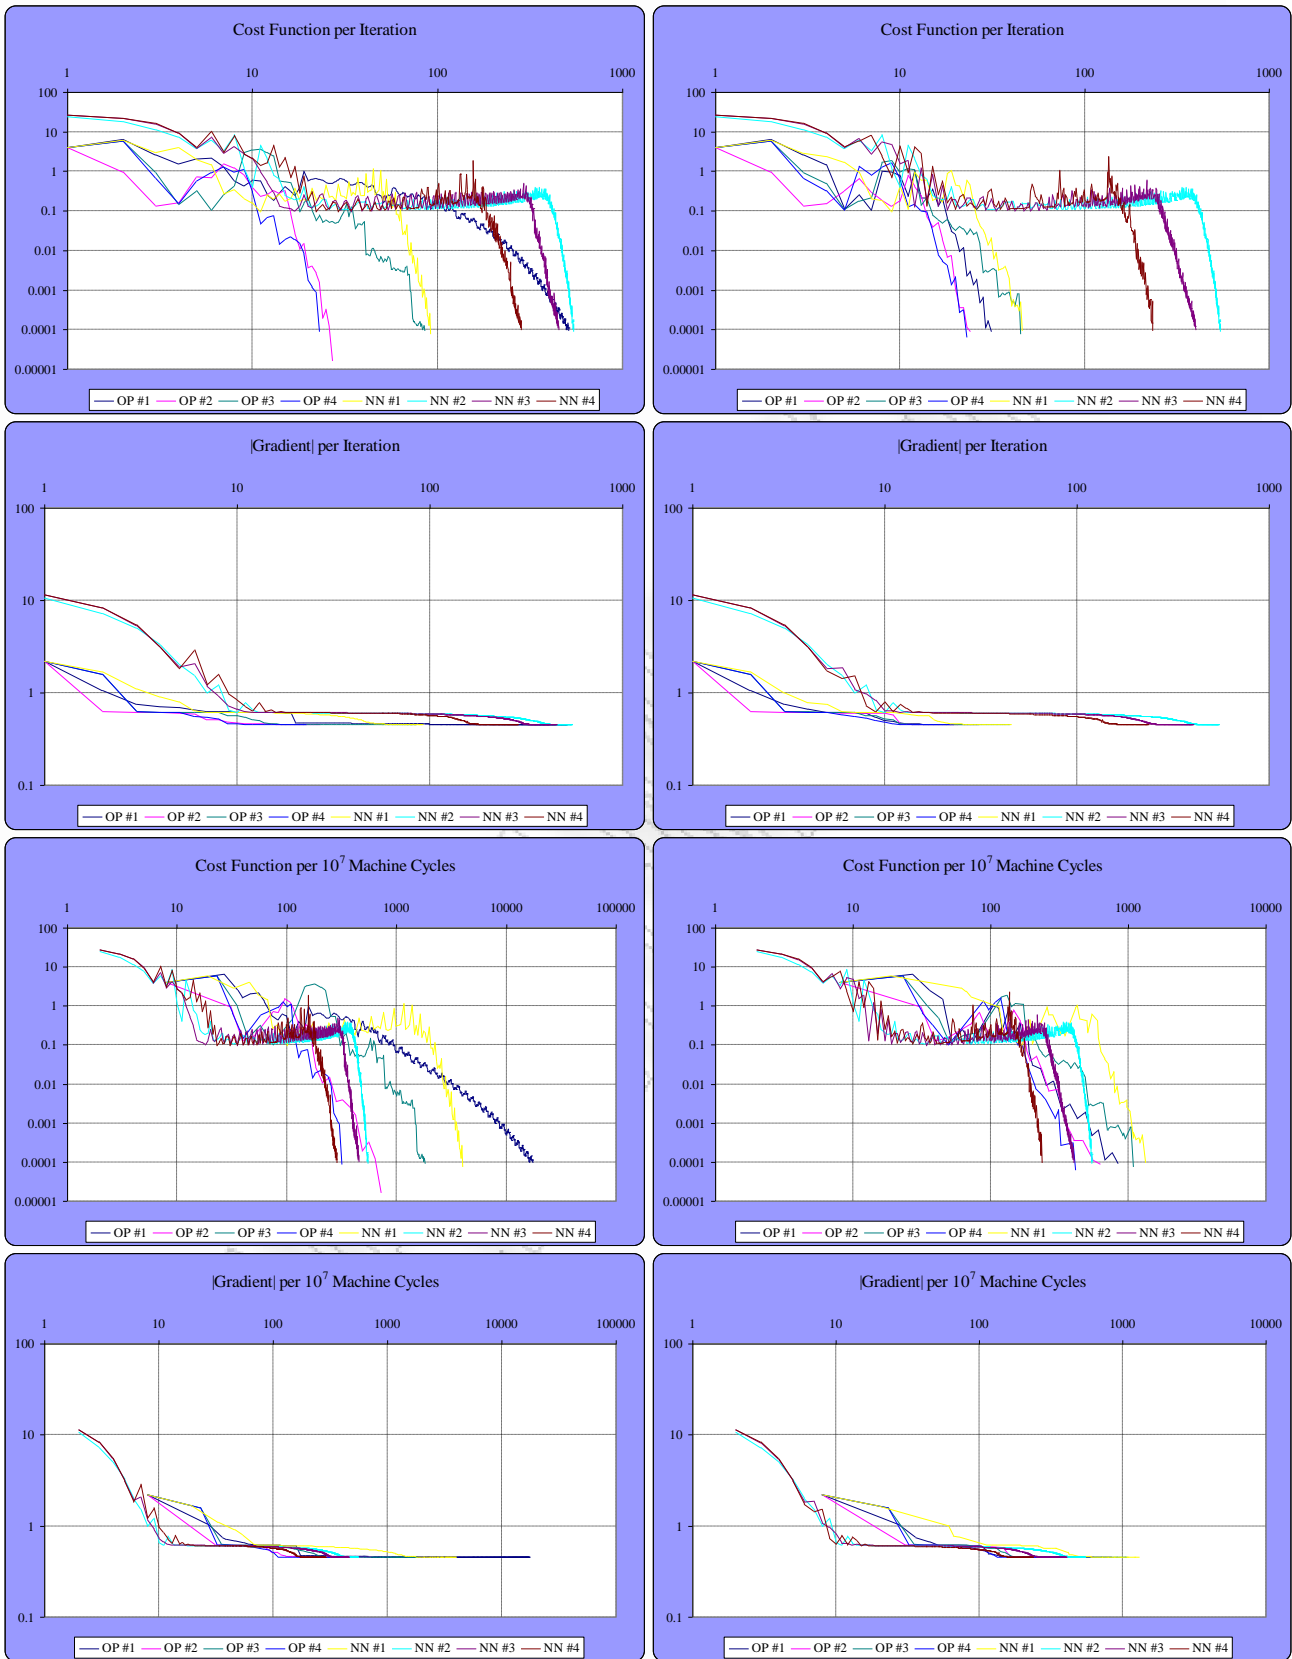 Cost Function per Iteration
1 10 100 1000
100
10
1
0.1
0.01
0.001
0.0001
0.00001
OP #1 OP #2 OP #3 OP #4 NN #1 NN #2 NN #3 NN #4
Cost Function per Iteration
1 10 100 1000
100
10
1
0.1
0.01
0.001
0.0001
0.00001
OP #1 OP #2 OP #3 OP #4 NN #1 NN #2 NN #3 NN #4
|Gradient| per Iteration
1 10 100 1000
100
10
1
0.1
OP #1 OP #2 OP #3 OP #4 NN #1 NN #2 NN #3 NN #4
|Gradient| per Iteration
1 10 100 1000
100
10
1
0.1
OP #1 OP #2 OP #3 OP #4 NN #1 NN #2 NN #3 NN #4
Cost Function per 10⁷ Machine Cycles
1 10 100 1000 10000 100000
100
10
1
0.1
0.01
0.001
0.0001
0.00001
OP #1 OP #2 OP #3 OP #4 NN #1 NN #2 NN #3 NN #4
Cost Function per 10⁷ Machine Cycles
1 10 100 1000 10000
100
10
1
0.1
0.01
0.001
0.0001
0.00001
OP #1 OP #2 OP #3 OP #4 NN #1 NN #2 NN #3 NN #4
|Gradient| per 10⁷ Machine Cycles
1 10 100 1000 10000 100000
100
10
1
0.1
OP #1 OP #2 OP #3 OP #4 NN #1 NN #2 NN #3 NN #4
|Gradient| per 10⁷ Machine Cycles
1 10 100 1000 10000
100
10
1
0.1
OP #1 OP #2 OP #3 OP #4 NN #1 NN #2 NN #3 NN #4